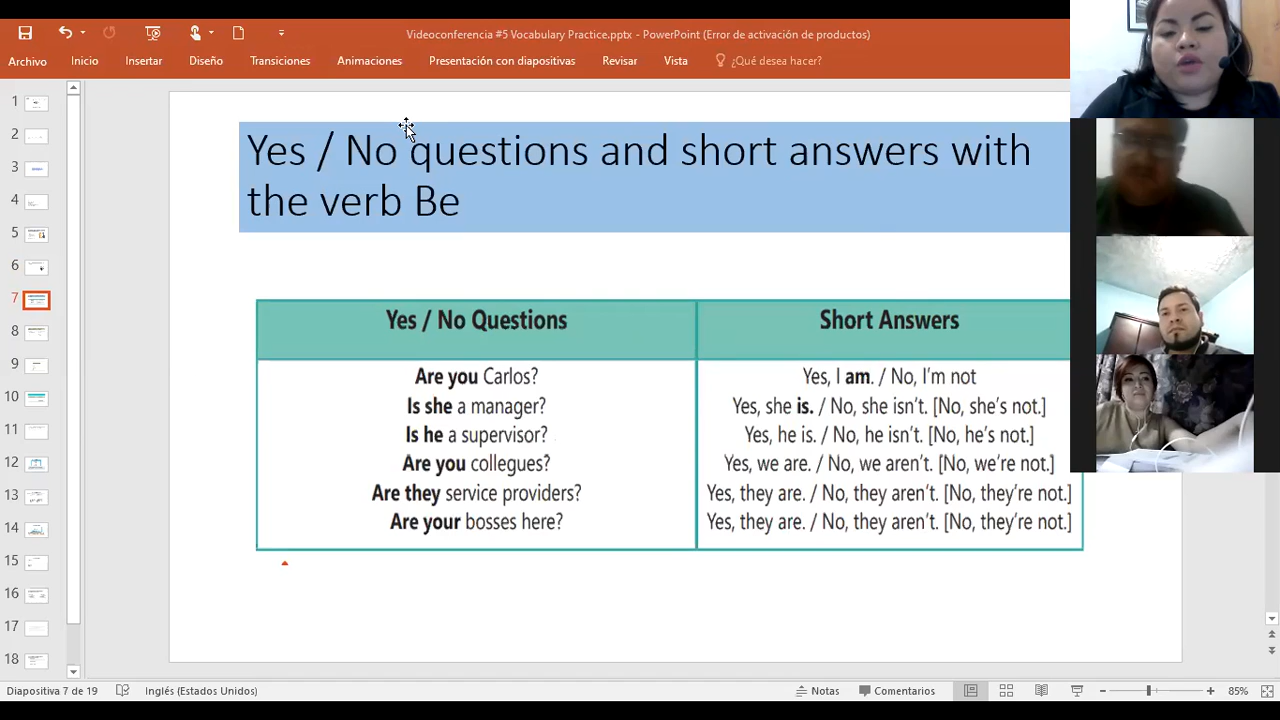 Videoconferencia #5 Vocabulary Practice.pptx - PowerPoint (Error de activación de productos)
Archivo Inicio Insertar Diseño Transiciones Animaciones Presentación con diapositivas Revisar Vista ¿Qué desea hacer?
1
2
3
4
5
6
7
8
9
10
11
12
13
14
15
16
17
18
Yes / No questions and short answers with
the verb Be
Yes / No Questions Short Answers
Are you Carlos? Yes, I am. / No, I'm not
Is she a manager? Yes, she is. / No, she isn't. [No, she's not.]
Is he a supervisor? Yes, he is. / No, he isn't. [No, he's not.]
Are you collegues? Yes, we are. / No, we aren't. [No, we're not.]
Are they service providers? Yes, they are. / No, they aren't. [No, they're not.]
Are your bosses here? Yes, they are. / No, they aren't. [No, they're not.]
Diapositiva 7 de 19 Inglés (Estados Unidos) Notas Comentarios 85%